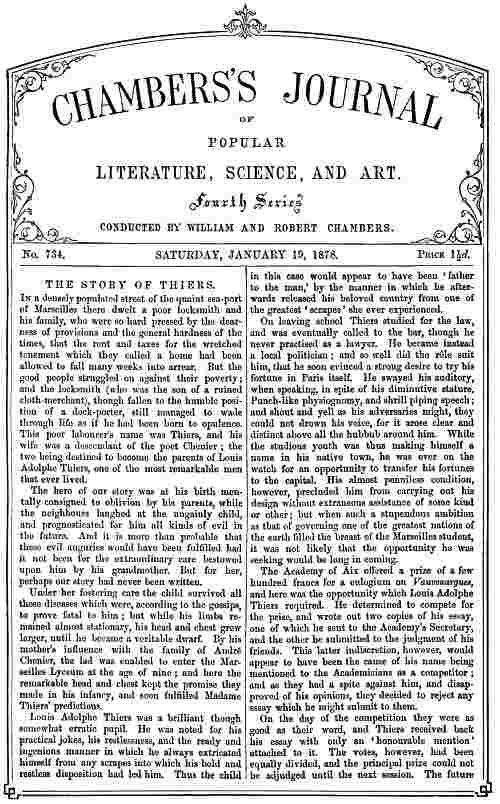 CHAMBERS'S JOURNAL
OF
POPULAR
LITERATURE, SCIENCE, AND ART.
Fourth Series
CONDUCTED BY WILLIAM AND ROBERT CHAMBERS.
No. 734.
SATURDAY, JANUARY 19, 1878.
PRICE 1½d.
THE STORY OF THIERS.
IN a densely populated street of the quaint sea-port
of Marseilles there dwelt a poor locksmith and
his family, who were so hard pressed by the dear-
ness of provisions and the general hardness of the
times, that the rent and taxes for the wretched
tenement which they called a home had been
allowed to fall many weeks into arrear. But the
good people struggled on against their poverty;
and the locksmith (who was the son of a ruined
cloth-merchant), though fallen to the humble posi-
tion of a dock-porter, still managed to wade
through life as if he had been born to opulence.
This poor labourer's name was Thiers, and his
wife was a descendant of the poet Chenier; the
two being destined to become the parents of Louis
Adolphe Thiers, one of the most remarkable men
that ever lived.
The hero of our story was at his birth men-
tally consigned to oblivion by his parents, while
the neighbours laughed at the ungainly child,
and prognosticated for him all kinds of evil in
the future. And it is more than probable that
these evil auguries would have been fulfilled had
it not been for the extraordinary care bestowed
upon him by his grandmother. But for her,
perhaps our story had never been written.
Under her fostering care the child survived all
those diseases which were, according to the gossips,
to prove fatal to him; but while his limbs re-
mained almost stationary, his head and chest grew
larger, until he became a veritable dwarf. By his
mother's influence with the family of André
Chenier, the lad was enabled to enter the Mar-
seilles Lyceum at the age of nine; and here the
remarkable head and chest kept the promise they
made in his infancy, and soon fulfilled Madame
Thiers' predictions.
Louis Adolphe Thiers was a brilliant though
somewhat erratic pupil. He was noted for his
practical jokes, his restlessness, and the ready and
ingenious manner in which he always extricated
himself from any scrapes into which his bold and
restless disposition had led him. Thus the child
in this case would appear to have been 'father
to the man,' by the manner in which he after-
wards released his beloved country from one of
the greatest 'scrapes' she ever experienced.
On leaving school Thiers studied for the law,
and was eventually called to the bar, though he
never practised as a lawyer. He became instead
a local politician; and so well did the rôle suit
him, that he soon evinced a strong desire to try his
fortune in Paris itself. He swayed his auditory,
when speaking, in spite of his diminutive stature,
Punch-like physiognomy, and shrill piping speech;
and shout and yell as his adversaries might, they
could not drown his voice, for it arose clear and
distinct above all the hubbub around him. While
the studious youth was thus making himself a
name in his native town, he was ever on the
watch for an opportunity to transfer his fortunes
to the capital. His almost penniless condition,
however, precluded him from carrying out his
design without extraneous assistance of some kind
or other; but when such a stupendous ambition
as that of governing one of the greatest nations of
the earth filled the breast of the Marseilles student,
it was not likely that the opportunity he was
seeking would be long in coming.
The Academy of Aix offered a prize of a few
hundred francs for a eulogium on Vauvenargues,
and here was the opportunity which Louis Adolphe
Thiers required. He determined to compete for
the prize, and wrote out two copies of his essay,
one of which he sent to the Academy's Secretary,
and the other he submitted to the judgment of his
friends. This latter indiscretion, however, would
appear to have been the cause of his name being
mentioned to the Academicians as a competitor;
and as they had a spite against him, and disap-
proved of his opinions, they decided to reject any
essay which he might submit to them.
On the day of the competition they were as
good as their word, and Thiers received back
his essay with only an 'honourable mention'
attached to it. The votes, however, had been
equally divided, and the principal prize could not
be adjudged until the next session. The future